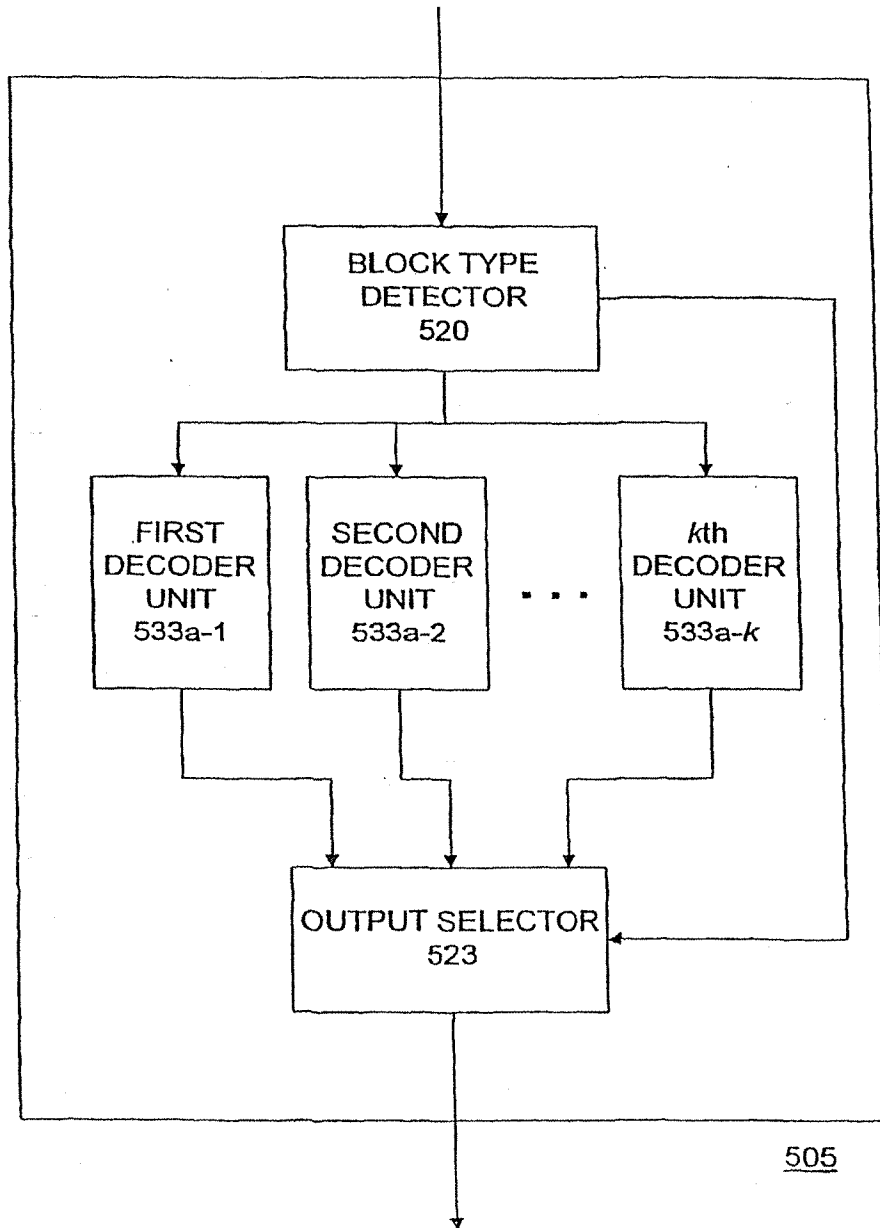 BLOCK TYPE
DETECTOR
520
FIRST
DECODER
UNIT
533a-1
SECOND
DECODER
UNIT
533a-2
. . .
kth
DECODER
UNIT
533a-k
OUTPUT SELECTOR
523
505